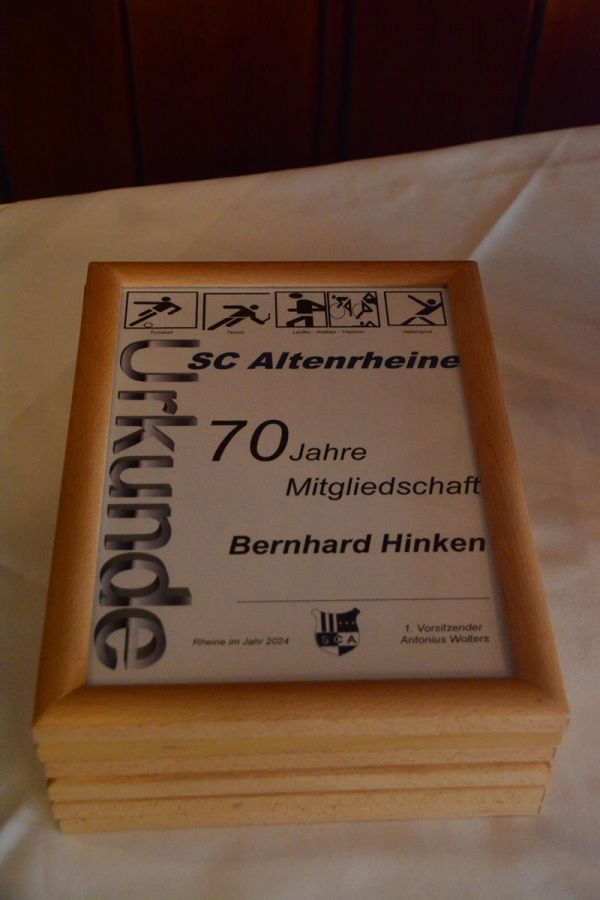 Fussball Tennis Laufen - Walken - Triathlon Hallensport
Urkunde
SC Altenrheine
70 Jahre
Mitgliedschaft
Bernhard Hinken
Rheine im Jahr 2024
SCA
1. Vorsitzender
Antonius Wolters